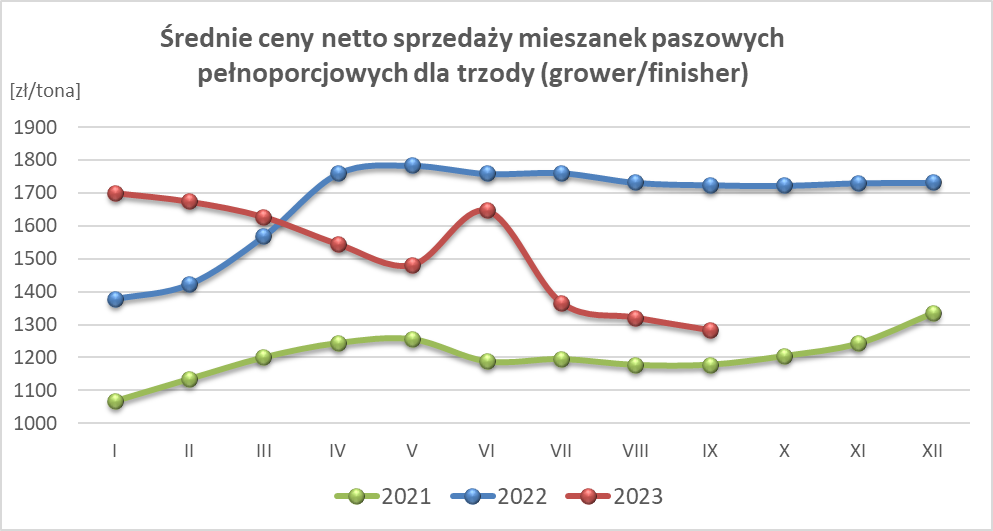 Średnie ceny netto sprzedaży mieszanek paszowych
pełnoporcjowych dla trzody (grower/finisher)
[zł/tona]
1900
1800
1700
1600
1500
1400
1300
1200
1100
1000
I II III IV V VI VII VIII IX X XI XII
2021 2022 2023